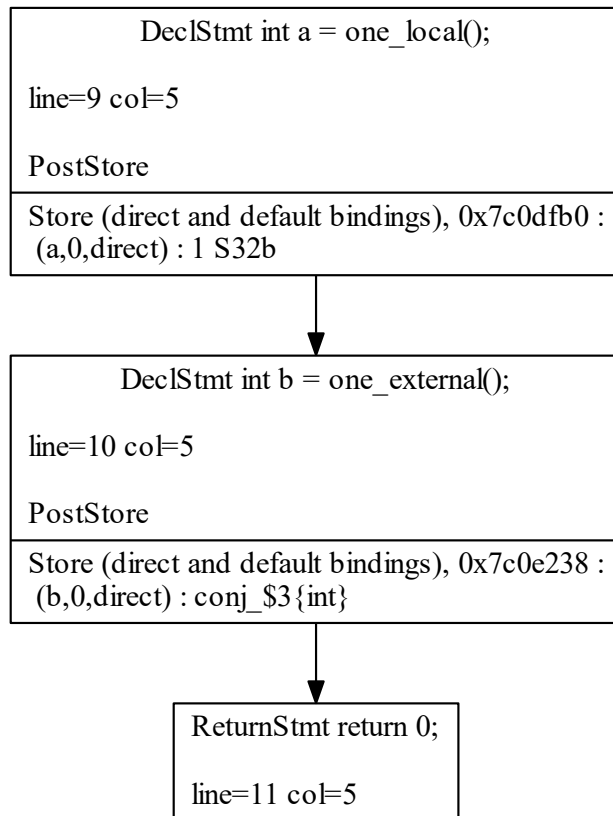 DeclStmt int a = one_local();
line=9 col=5
PostStore
Store (direct and default bindings), 0x7c0dfb0 :
(a,0,direct) : 1 S32b
DeclStmt int b = one_external();
line=10 col=5
PostStore
Store (direct and default bindings), 0x7c0e238 :
(b,0,direct) : conj_$3{int}
ReturnStmt return 0;
line=11 col=5